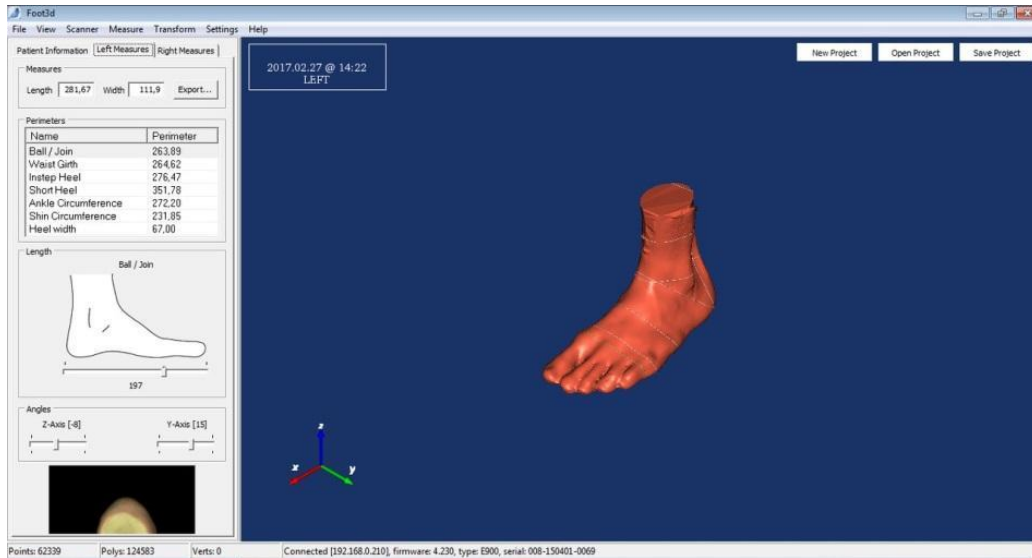 Foot3d
File View Scanner Measure Transform Settings Help
Patient Information Left Measures Right Measures
Measures
Length 281,67 Width 111,9 Export...
Perimeters
Name Perimeter
Ball / Join 263,89
Waist Girth 264,62
Instep Heel 276,47
Short Heel 351,78
Ankle Circumference 272,20
Shin Circumference 231,85
Heel width 67,00
Length
Ball / Join
197
Angles
Z-Axis [-8] Y-Axis [15]
2017.02.27 @ 14:22
LEFT
New Project Open Project Save Project
z
x y
Points: 62339 Polys: 124583 Verts: 0 Connected [192.168.0.210], firmware: 4.230, type: E900, serial: 008-150401-0069